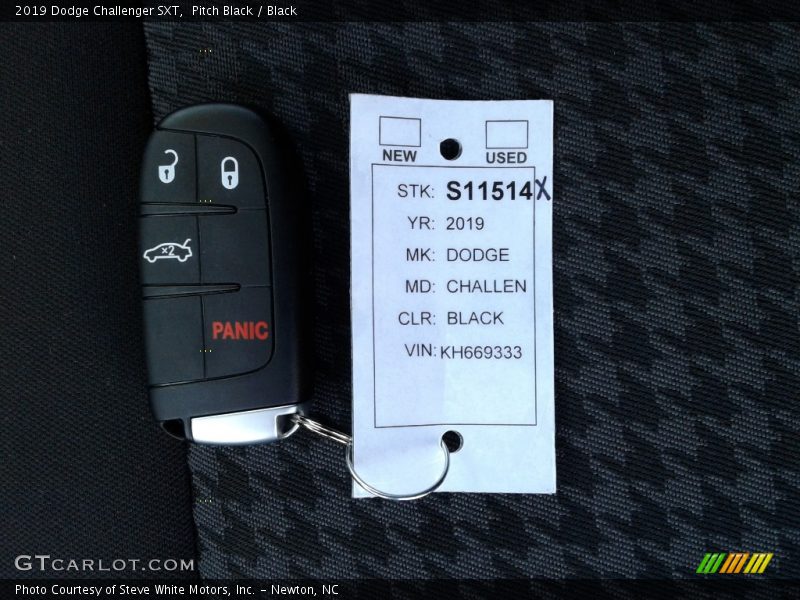 2019 Dodge Challenger SXT,  Pitch Black / Black
NEW USED
STK: S11514X
YR: 2019
MK: DODGE
MD: CHALLEN
CLR: BLACK
VIN: KH669333
x2
PANIC
GTCARLOT.COM
Photo Courtesy of Steve White Motors, Inc. – Newton, NC